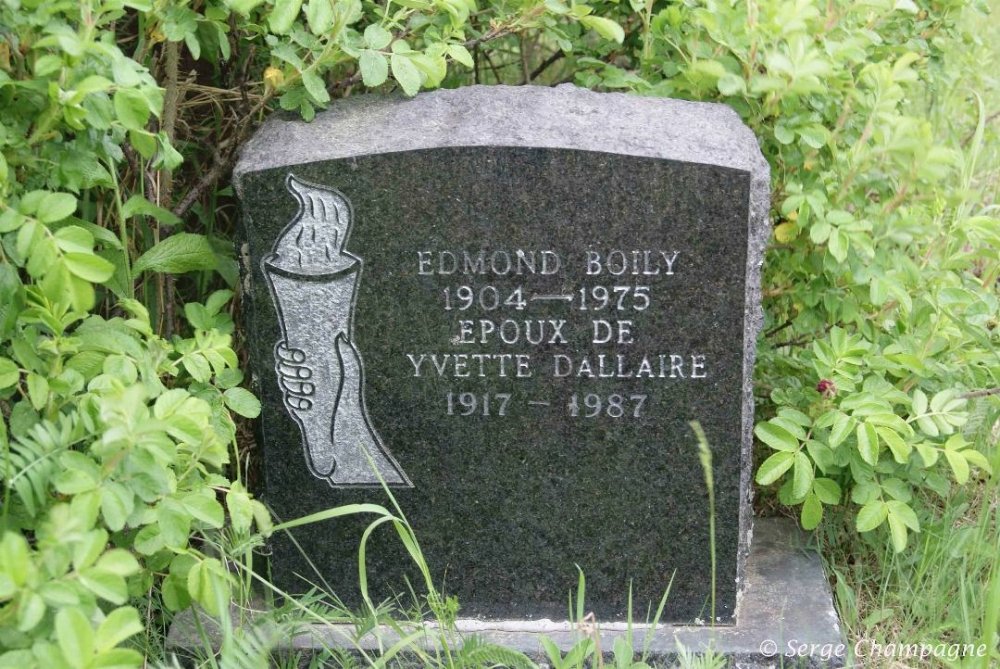 EDMOND BOILY
1904—1975
EPOUX DE
YVETTE DALLAIRE
1917 - 1987
© Serge Champagne